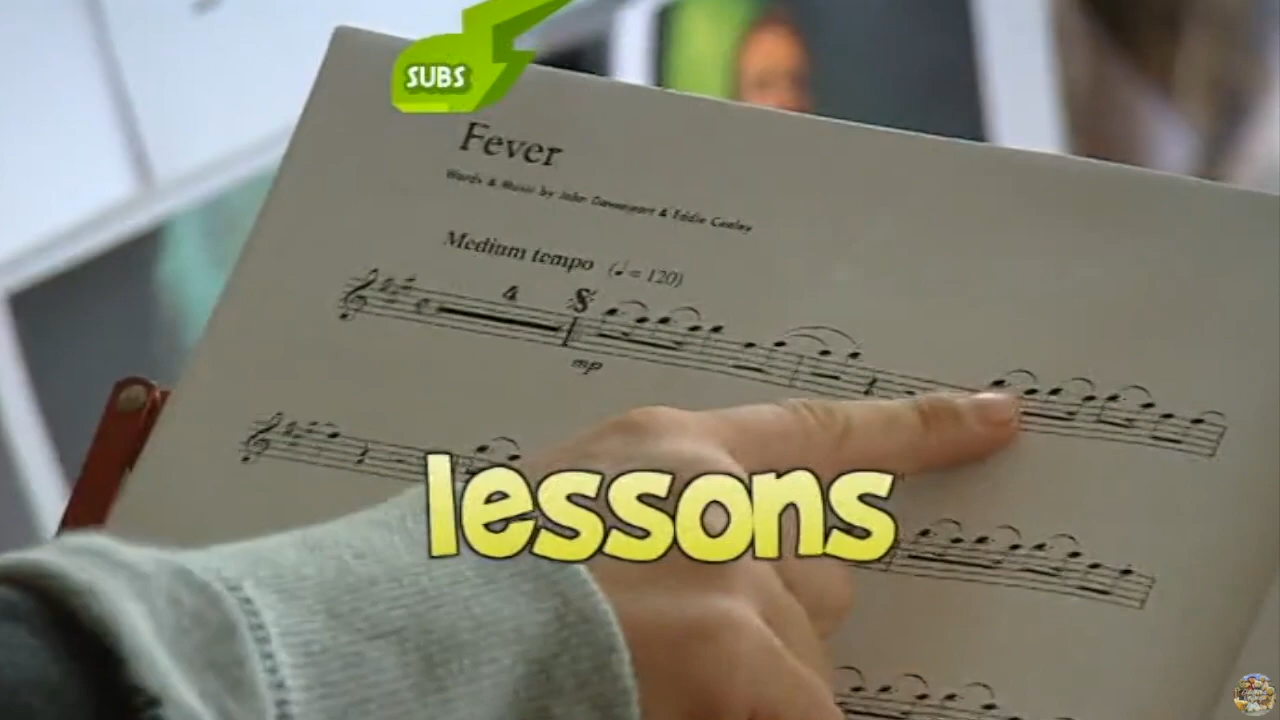 SUBS
Fever
Words & Music by John Davenport & Eddie Cooley
Medium tempo (♩ = 120)
4
mp
lessons